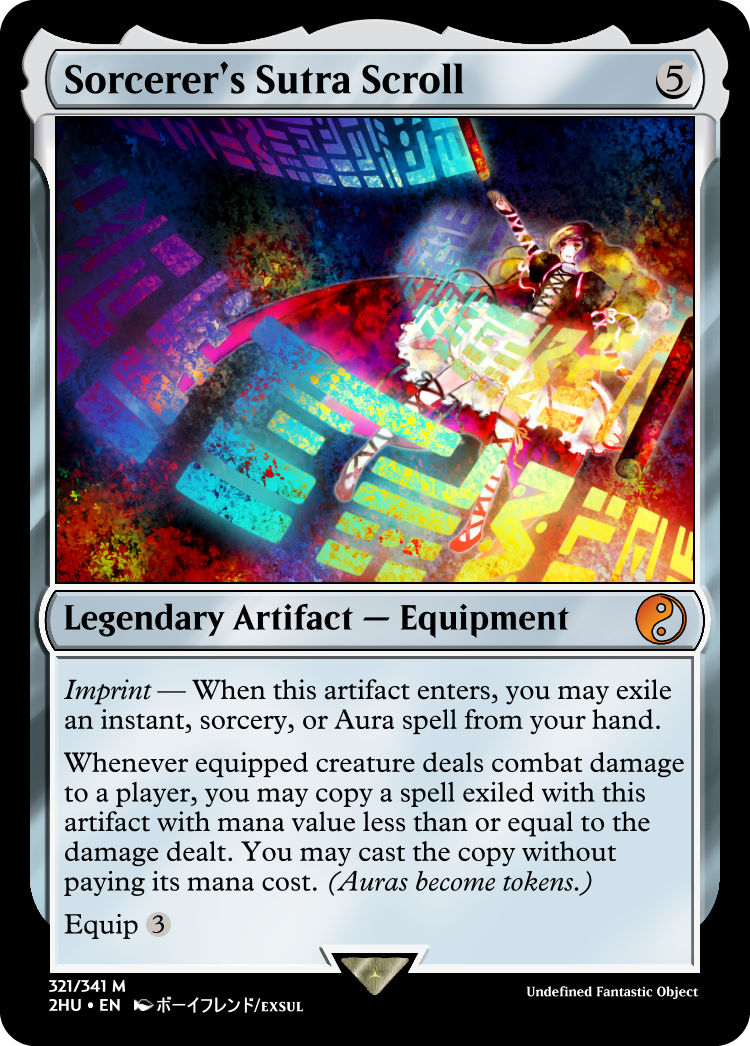 Sorcerer's Sutra Scroll 5
Legendary Artifact — Equipment
Imprint — When this artifact enters, you may exile
an instant, sorcery, or Aura spell from your hand.
Whenever equipped creature deals combat damage
to a player, you may copy a spell exiled with this
artifact with mana value less than or equal to the
damage dealt. You may cast the copy without
paying its mana cost. (Auras become tokens.)
Equip 3
321/341 M
2HU • EN ボーイフレンド/EXSUL
Undefined Fantastic Object